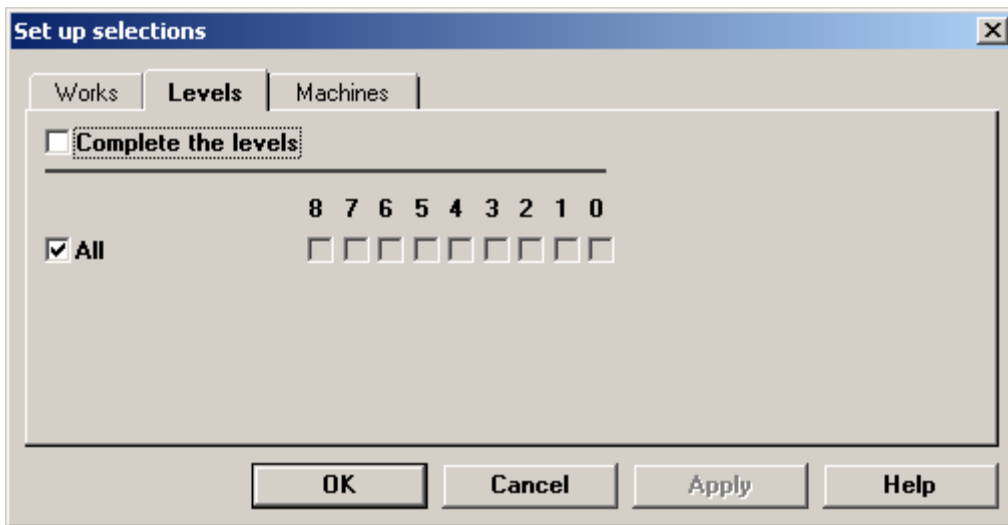 Set up selections
Works Levels Machines
Complete the levels
8 7 6 5 4 3 2 1 0
All
OK Cancel Apply Help